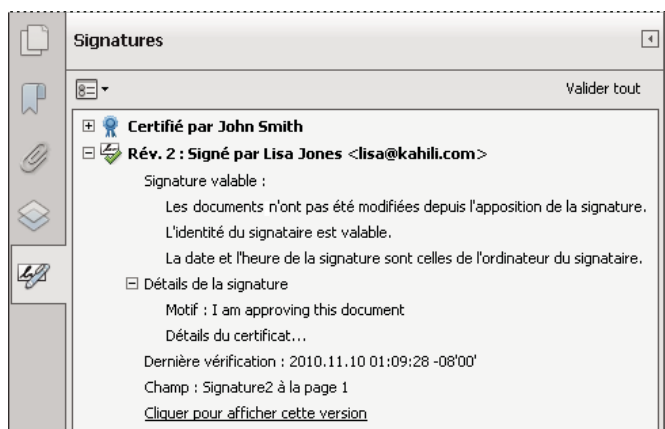 Signatures
Valider tout
Certifié par John Smith
Rév. 2 : Signé par Lisa Jones <lisa@kahili.com>
Signature valable :
Les documents n'ont pas été modifiées depuis l'apposition de la signature.
L'identité du signataire est valable.
La date et l'heure de la signature sont celles de l'ordinateur du signataire.
Détails de la signature
Motif : I am approving this document
Détails du certificat...
Dernière vérification : 2010.11.10 01:09:28 -08'00'
Champ : Signature2 à la page 1
Cliquer pour afficher cette version